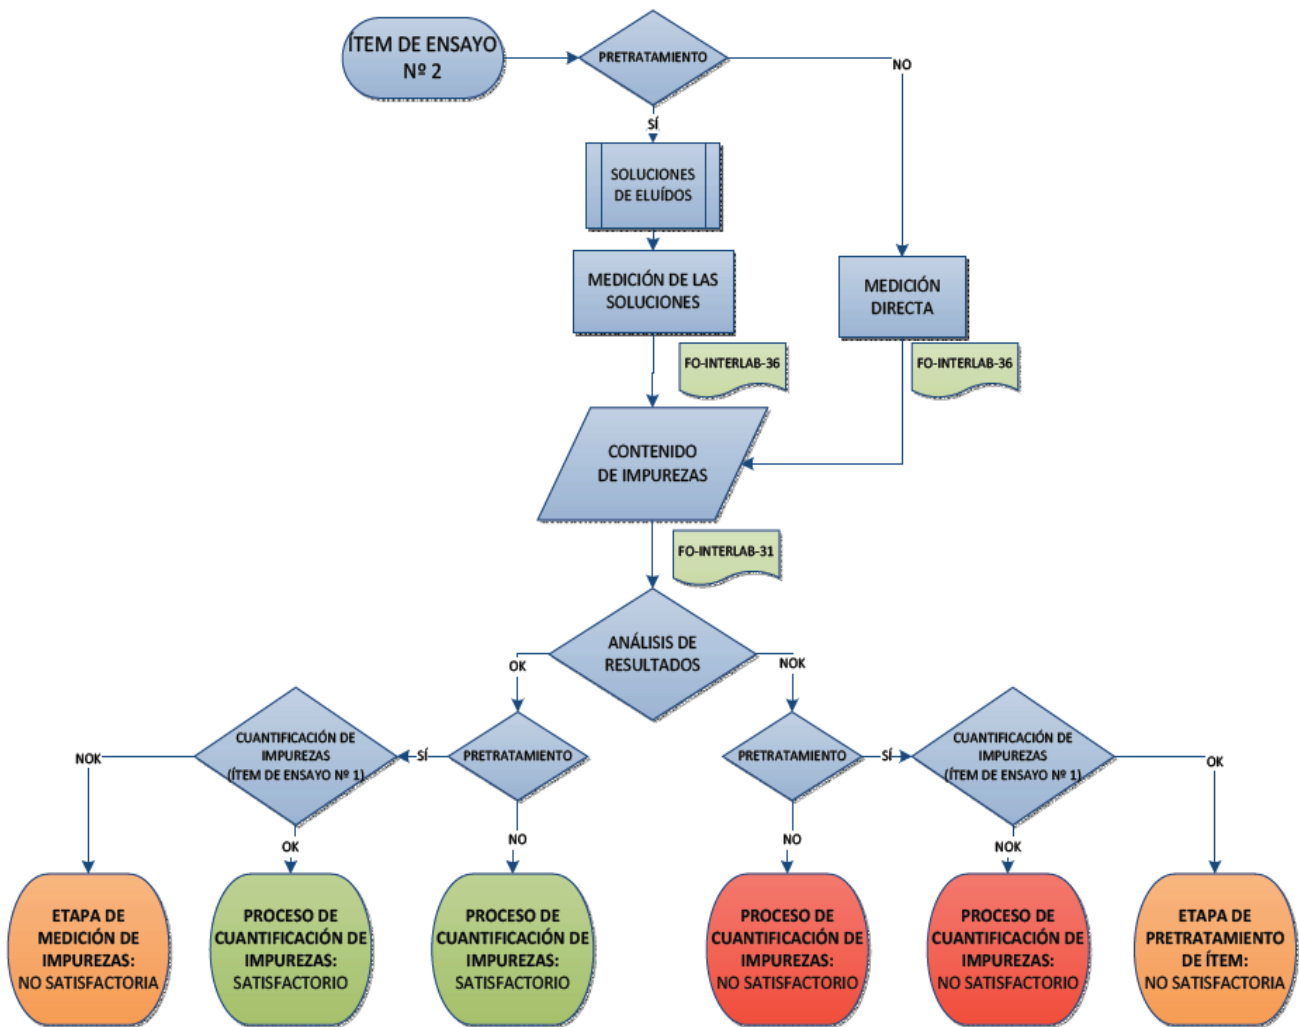 ÍTEM DE ENSAYO
Nº 2
PRETRATAMIENTO
NO
SÍ
SOLUCIONES
DE ELUÍDOS
MEDICIÓN DE LAS
SOLUCIONES
MEDICIÓN
DIRECTA
FO-INTERLAB-36
FO-INTERLAB-36
CONTENIDO
DE IMPUREZAS
FO-INTERLAB-31
ANÁLISIS DE
RESULTADOS
OK
NOK
CUANTIFICACIÓN DE
IMPUREZAS
(ÍTEM DE ENSAYO Nº 1)
SÍ
PRETRATAMIENTO
PRETRATAMIENTO
SÍ
CUANTIFICACIÓN DE
IMPUREZAS
(ÍTEM DE ENSAYO Nº 1)
NOK
OK
OK
NO
NO
NOK
ETAPA DE
MEDICIÓN DE
IMPUREZAS:
NO SATISFACTORIA
PROCESO DE
CUANTIFICACIÓN DE
IMPUREZAS:
SATISFACTORIO
PROCESO DE
CUANTIFICACIÓN DE
IMPUREZAS:
SATISFACTORIO
PROCESO DE
CUANTIFICACIÓN DE
IMPUREZAS:
NO SATISFACTORIO
PROCESO DE
CUANTIFICACIÓN DE
IMPUREZAS:
NO SATISFACTORIO
ETAPA DE
PRETRATAMIENTO
DE ÍTEM:
NO SATISFACTORIA